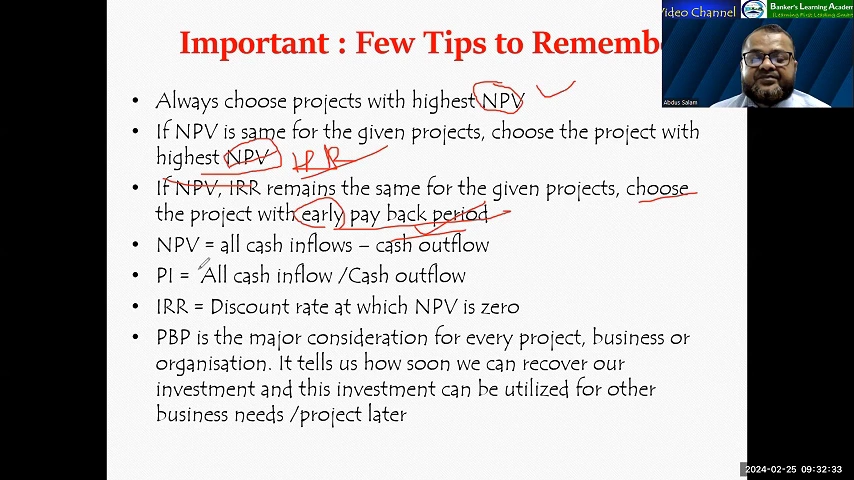 Video Channel
Banker's Learning Academ
Learning First Leading Smart
Important : Few Tips to Rememb
Abdus Salam
• Always choose projects with highest NPV
• If NPV is same for the given projects, choose the project with
highest NPV IRR
• If NPV, IRR remains the same for the given projects, choose
the project with early pay back period
• NPV = all cash inflows – cash outflow
• PI = All cash inflow /Cash outflow
• IRR = Discount rate at which NPV is zero
• PBP is the major consideration for every project, business or
organisation. It tells us how soon we can recover our
investment and this investment can be utilized for other
business needs /project later
2024-02-25 09:32:33